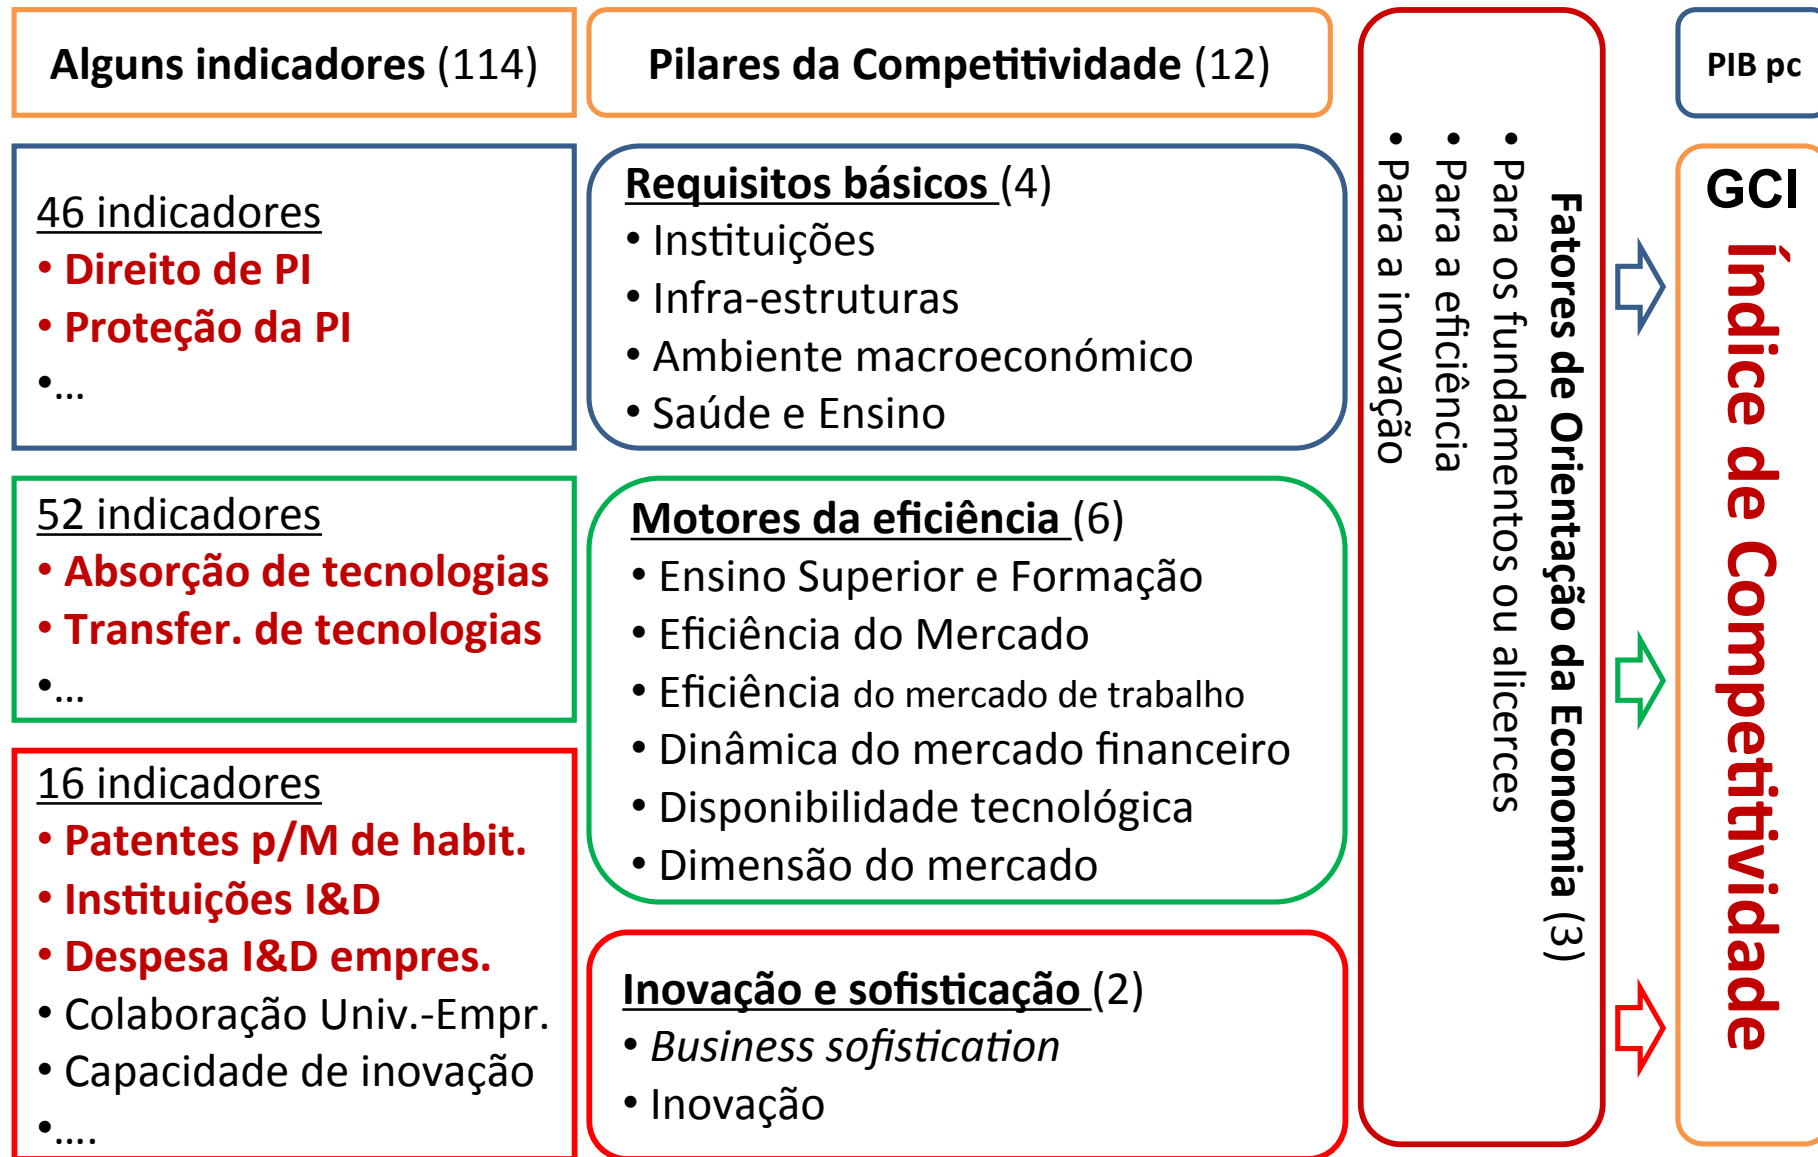 Alguns indicadores (114)
Pilares da Competitividade (12)
PIB pc
46 indicadores
• Direito de PI
• Proteção da PI
•...
Requisitos básicos (4)
• Instituições
• Infra-estruturas
• Ambiente macroeconómico
• Saúde e Ensino
52 indicadores
• Absorção de tecnologias
• Transfer. de tecnologias
•...
Motores da eficiência (6)
• Ensino Superior e Formação
• Eficiência do Mercado
• Eficiência do mercado de trabalho
• Dinâmica do mercado financeiro
• Disponibilidade tecnológica
• Dimensão do mercado
16 indicadores
• Patentes p/M de habit.
• Instituições I&D
• Despesa I&D empres.
• Colaboração Univ.-Empr.
• Capacidade de inovação
•....
Inovação e sofisticação (2)
• Business sofistication
• Inovação
Fatores de Orientação da Economia (3)
• Para os fundamentos ou alicerces
• Para a eficiência
• Para a inovação
GCI
Índice de Competitividade